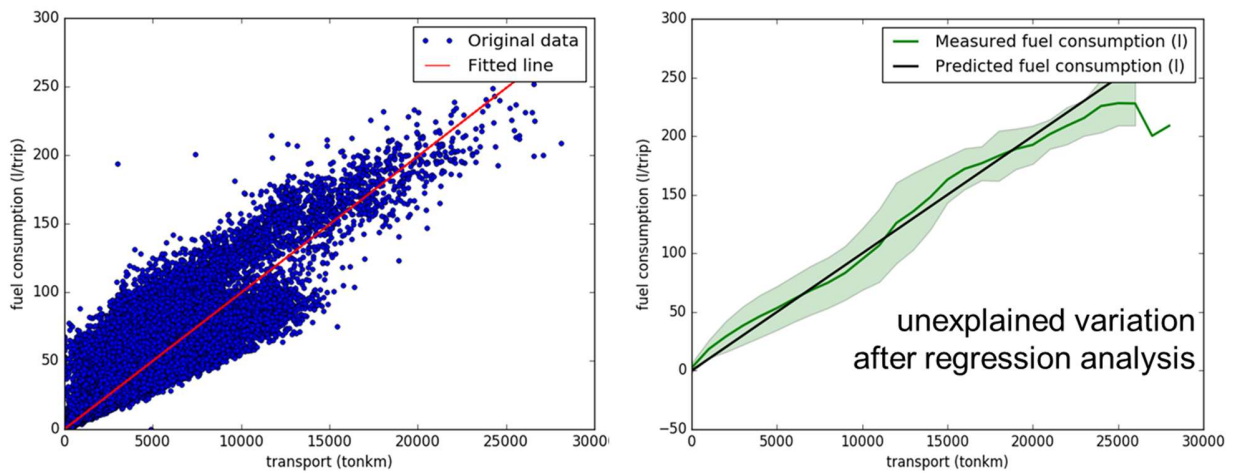 300
250
200
150
100
50
0
fuel consumption (l/trip)
Original data
Fitted line
0 5000 10000 15000 20000 25000 3000
transport (tonkm)
300
250
200
150
100
50
0
−50
fuel consumption (l/trip)
Measured fuel consumption (l)
Predicted fuel consumption (l)
unexplained variation
after regression analysis
0 5000 10000 15000 20000 25000 30000
transport (tonkm)